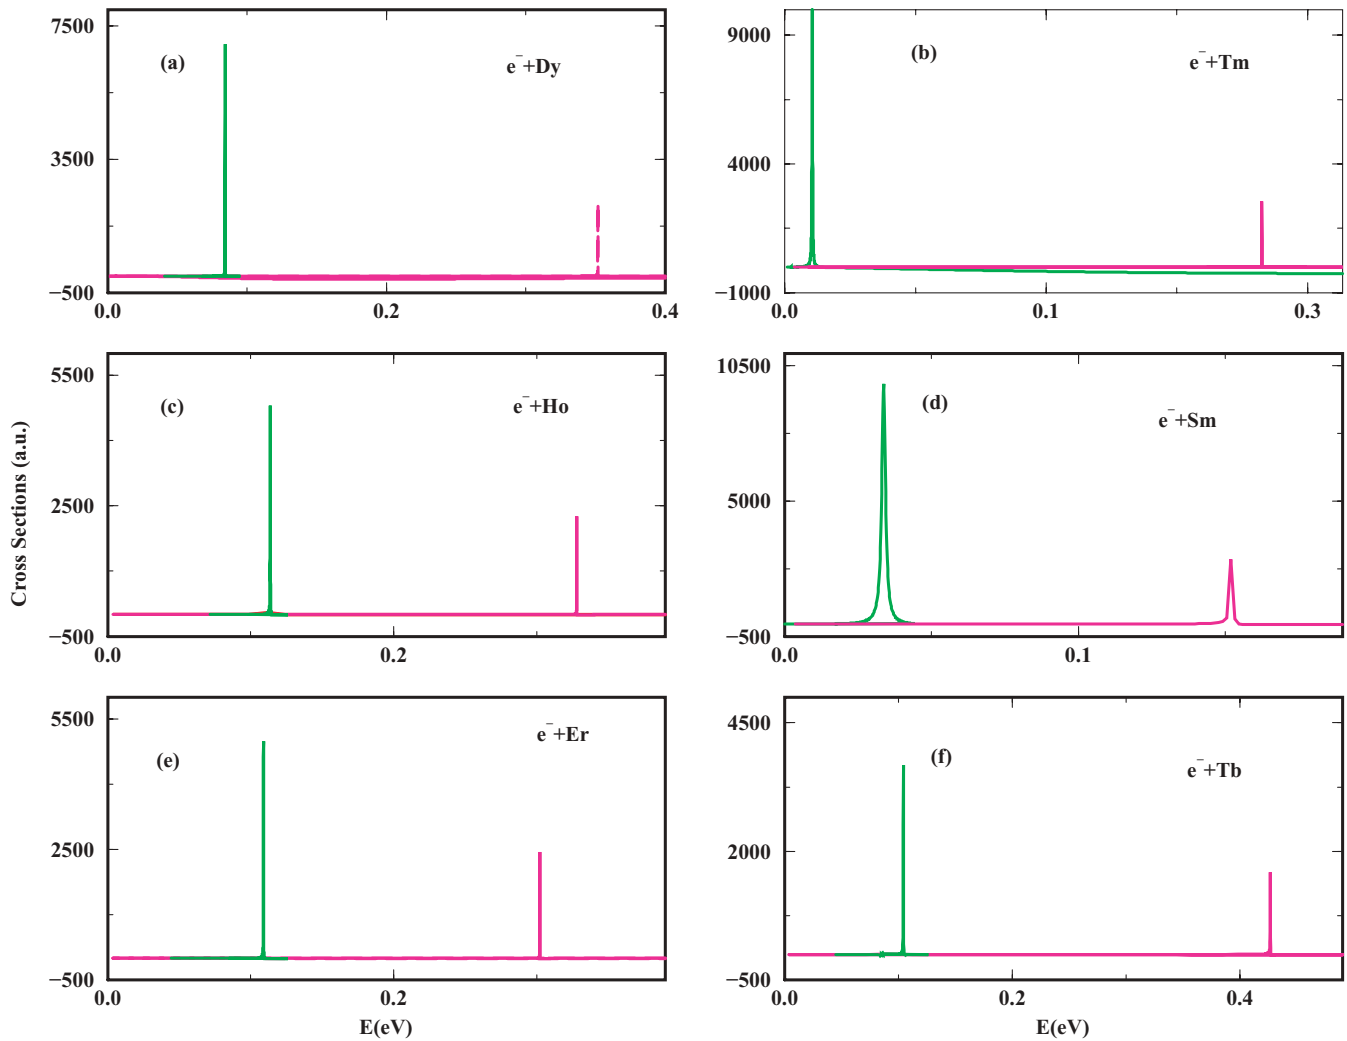 7500
3500
−500
(a)
e⁻+Dy
0.0
0.2
0.4
9000
4000
−1000
(b)
e⁻+Tm
0.0
0.1
0.3
Cross Sections (a.u.)
5500
2500
−500
(c)
e⁻+Ho
0.0
0.2
10500
5000
−500
(d)
e⁻+Sm
0.0
0.1
5500
2500
−500
(e)
e⁻+Er
0.0
0.2
E(eV)
4500
2000
−500
(f)
e⁻+Tb
0.0
0.2
0.4
E(eV)